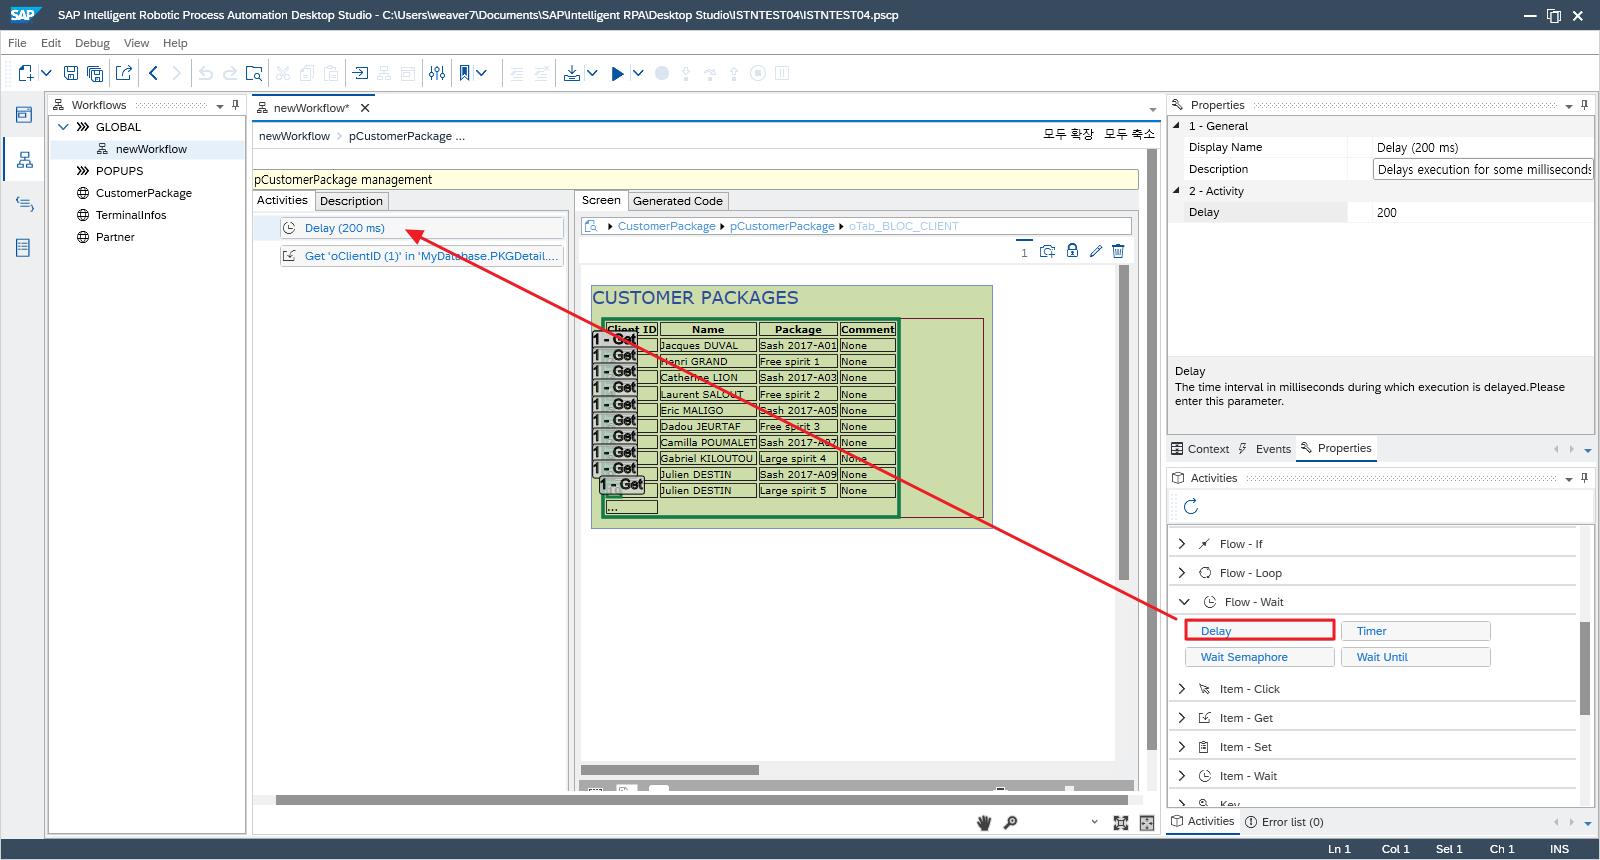 SAP SAP Intelligent Robotic Process Automation Desktop Studio - C:\Users\weaver7\Documents\SAP\Intelligent RPA\Desktop Studio\ISTNTEST04\ISTNTEST04.pscp
File Edit Debug View Help
Workflows
GLOBAL
newWorkflow
POPUPS
CustomerPackage
TerminalInfos
Partner
newWorkflow*
newWorkflow pCustomerPackage ...
모두 확장 모두 축소
pCustomerPackage management
Activities Description
Delay (200 ms)
Get 'oClientID (1)' in 'MyDatabase.PKGDetail....
Screen Generated Code
CustomerPackage pCustomerPackage oTab_BLOC_CLIENT
1
CUSTOMER PACKAGES
Client ID Name Package Comment
1 - Get Jacques DUVAL Sash 2017-A01 None
1 - Get Henri GRAND Free spirit 1 None
1 - Get Catherine LION Sash 2017-A03 None
1 - Get Laurent SALOUT Free spirit 2 None
1 - Get Eric MALIGO Sash 2017-A05 None
1 - Get Dadou JEURTAF Free spirit 3 None
1 - Get Camilla POUMALET Sash 2017-A07 None
1 - Get Gabriel KILOUTOU Large spirit 4 None
1 - Get Julien DESTIN Sash 2017-A09 None
1 - Get Julien DESTIN Large spirit 5 None
...
Properties
1 - General
Display Name Delay (200 ms)
Description Delays execution for some milliseconds
2 - Activity
Delay 200
Delay
The time interval in milliseconds during which execution is delayed.Please
enter this parameter.
Context Events Properties
Activities
Flow - If
Flow - Loop
Flow - Wait
Delay Timer
Wait Semaphore Wait Until
Item - Click
Item - Get
Item - Set
Item - Wait
Key
Activities Error list (0)
Ln 1 Col 1 Sel 1 Ch 1 INS